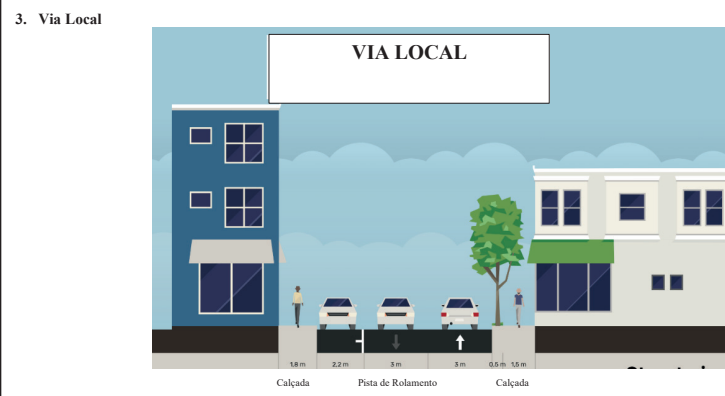 3. Via Local
VIA LOCAL
1,8 m 2,2 m 3 m 3 m 0,5 m 1,5 m
Calçada Pista de Rolamento Calçada